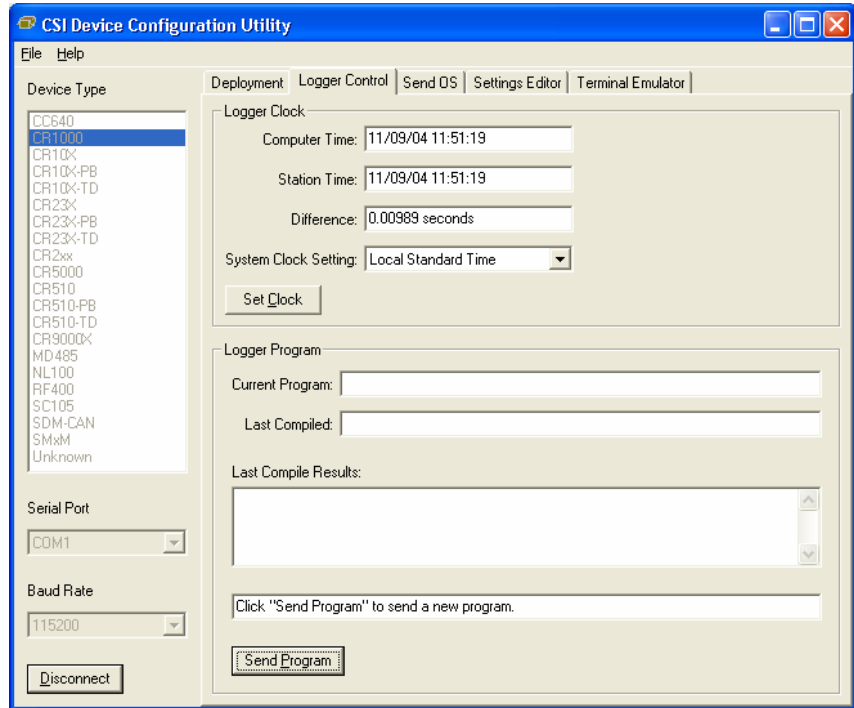 CSI Device Configuration Utility
File Help
Device Type
CC640
CR1000
CR10X
CR10X-PB
CR10X-TD
CR23X
CR23X-PB
CR23X-TD
CR2xx
CR5000
CR510
CR510-PB
CR510-TD
CR9000X
MD485
NL100
RF400
SC105
SDM-CAN
SMxM
Unknown
Serial Port
COM1
Baud Rate
115200
Disconnect
Deployment Logger Control Send OS Settings Editor Terminal Emulator
Logger Clock
Computer Time: 11/09/04 11:51:19
Station Time: 11/09/04 11:51:19
Difference: 0.00989 seconds
System Clock Setting: Local Standard Time
Set Clock
Logger Program
Current Program:
Last Compiled:
Last Compile Results:
Click "Send Program" to send a new program.
Send Program